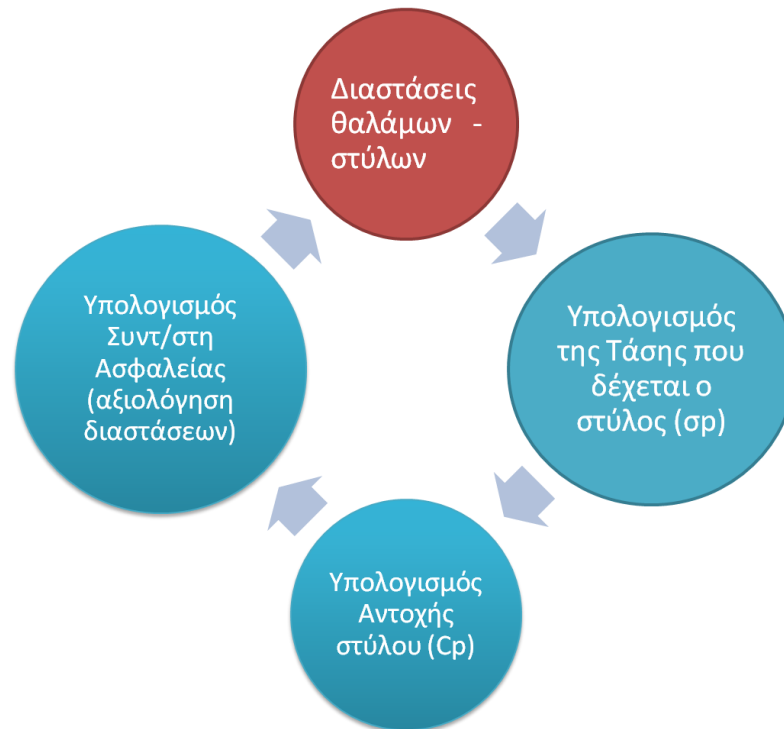 Διαστάσεις
θαλάμων -
στύλων
Υπολογισμός
της Τάσης που
δέχεται ο
στύλος (σp)
Υπολογισμός
Αντοχής
στύλου (Cp)
Υπολογισμός
Συντ/στη
Ασφαλείας
(αξιολόγηση
διαστάσεων)